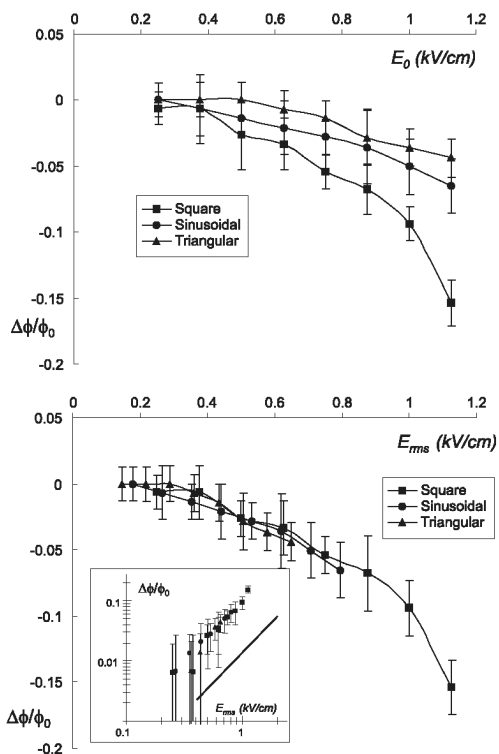 0.05
0
-0.05
-0.1
-0.15
-0.2
0 0.2 0.4 0.6 0.8 1 1.2
E0 (kV/cm)
Square
Sinusoidal
Triangular
Δϕ/ϕ0
0 0.2 0.4 0.6 0.8 1 1.2
0.05
Erms (kV/cm)
0
-0.05
-0.1
-0.15
-0.2
Square
Sinusoidal
Triangular
Δϕ/ϕ0
0.1
0.01
Erms (kV/cm)
0.1 1
Δϕ/ϕ0